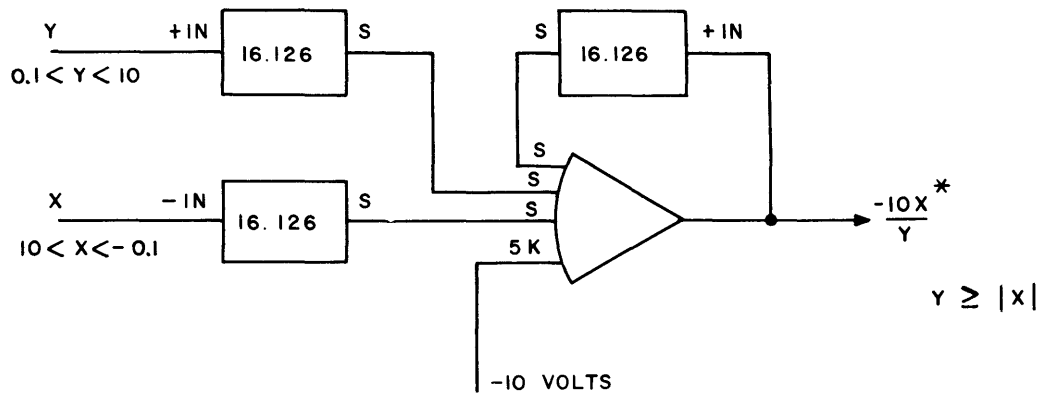 Y
+IN
16.126
S
0.1 < Y < 10
S
16.126
+IN
S
S
S
X
-IN
16.126
S
10 < X < -0.1
5K
-10 VOLTS
-10X*
Y
Y ≥ |X|